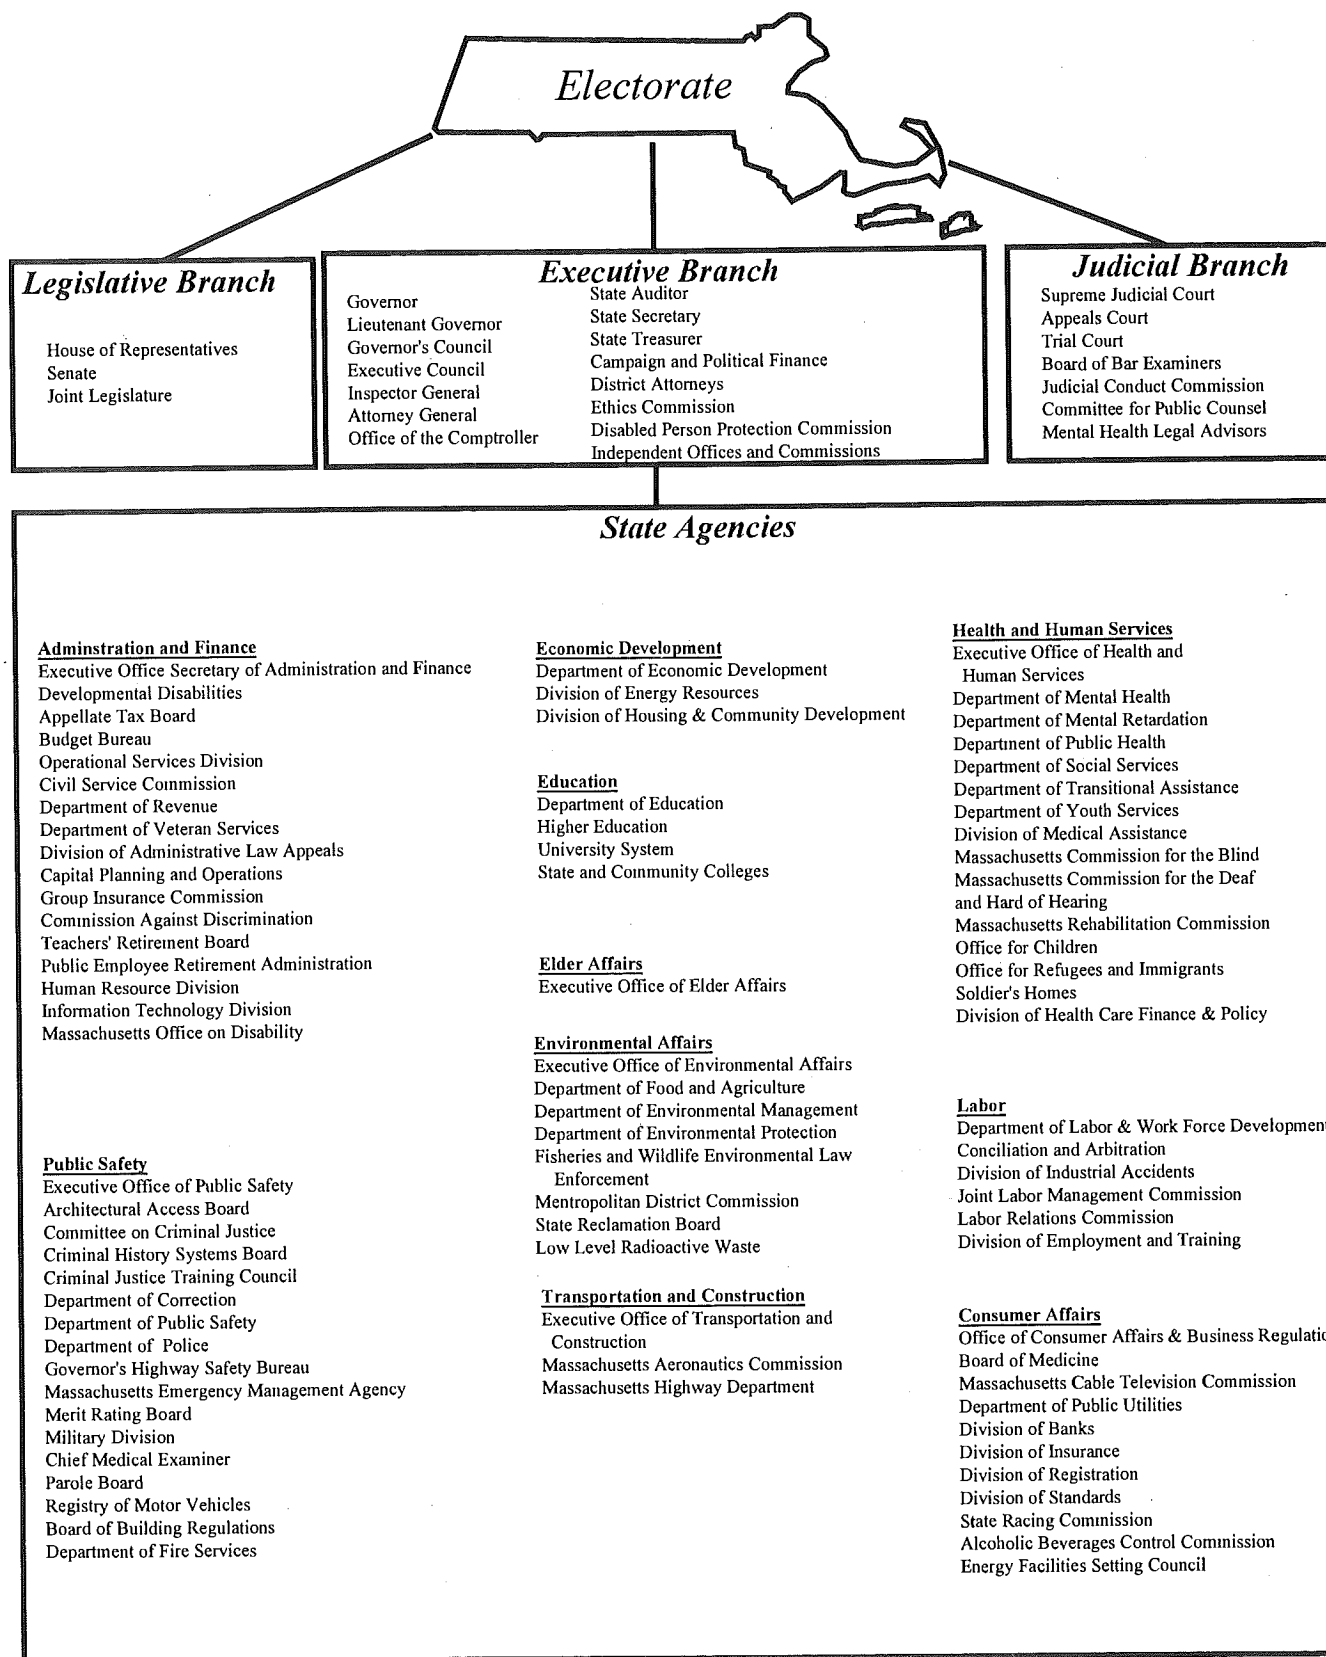 Electorate
Legislative Branch
House of Representatives
Senate
Joint Legislature
Executive Branch
Governor
Lieutenant Governor
Governor's Council
Executive Council
Inspector General
Attorney General
Office of the Comptroller
State Auditor
State Secretary
State Treasurer
Campaign and Political Finance
District Attorneys
Ethics Commission
Disabled Person Protection Commission
Independent Offices and Commissions
Judicial Branch
Supreme Judicial Court
Appeals Court
Trial Court
Board of Bar Examiners
Judicial Conduct Commission
Committee for Public Counsel
Mental Health Legal Advisors
State Agencies
Adminstration and Finance
Executive Office Secretary of Administration and Finance
Developmental Disabilities
Appellate Tax Board
Budget Bureau
Operational Services Division
Civil Service Commission
Department of Revenue
Department of Veteran Services
Division of Administrative Law Appeals
Capital Planning and Operations
Group Insurance Commission
Commission Against Discrimination
Teachers' Retirement Board
Public Employee Retirement Administration
Human Resource Division
Information Technology Division
Massachusetts Office on Disability
Public Safety
Executive Office of Public Safety
Architectural Access Board
Committee on Criminal Justice
Criminal History Systems Board
Criminal Justice Training Council
Department of Correction
Department of Public Safety
Department of Police
Governor's Highway Safety Bureau
Massachusetts Emergency Management Agency
Merit Rating Board
Military Division
Chief Medical Examiner
Parole Board
Registry of Motor Vehicles
Board of Building Regulations
Department of Fire Services
Economic Development
Department of Economic Development
Division of Energy Resources
Division of Housing & Community Development
Education
Department of Education
Higher Education
University System
State and Community Colleges
Elder Affairs
Executive Office of Elder Affairs
Environmental Affairs
Executive Office of Environmental Affairs
Department of Food and Agriculture
Department of Environmental Management
Department of Environmental Protection
Fisheries and Wildlife Environmental Law
Enforcement
Mentropolitan District Commission
State Reclamation Board
Low Level Radioactive Waste
Transportation and Construction
Executive Office of Transportation and
Construction
Massachusetts Aeronautics Commission
Massachusetts Highway Department
Health and Human Services
Executive Office of Health and
Human Services
Department of Mental Health
Department of Mental Retardation
Department of Public Health
Department of Social Services
Department of Transitional Assistance
Department of Youth Services
Division of Medical Assistance
Massachusetts Commission for the Blind
Massachusetts Commission for the Deaf
and Hard of Hearing
Massachusetts Rehabilitation Commission
Office for Children
Office for Refugees and Immigrants
Soldier's Homes
Division of Health Care Finance & Policy
Labor
Department of Labor & Work Force Developmen
Conciliation and Arbitration
Division of Industrial Accidents
Joint Labor Management Commission
Labor Relations Commission
Division of Employment and Training
Consumer Affairs
Office of Consumer Affairs & Business Regulatio
Board of Medicine
Massachusetts Cable Television Commission
Department of Public Utilities
Division of Banks
Division of Insurance
Division of Registration
Division of Standards
State Racing Commission
Alcoholic Beverages Control Commission
Energy Facilities Setting Council